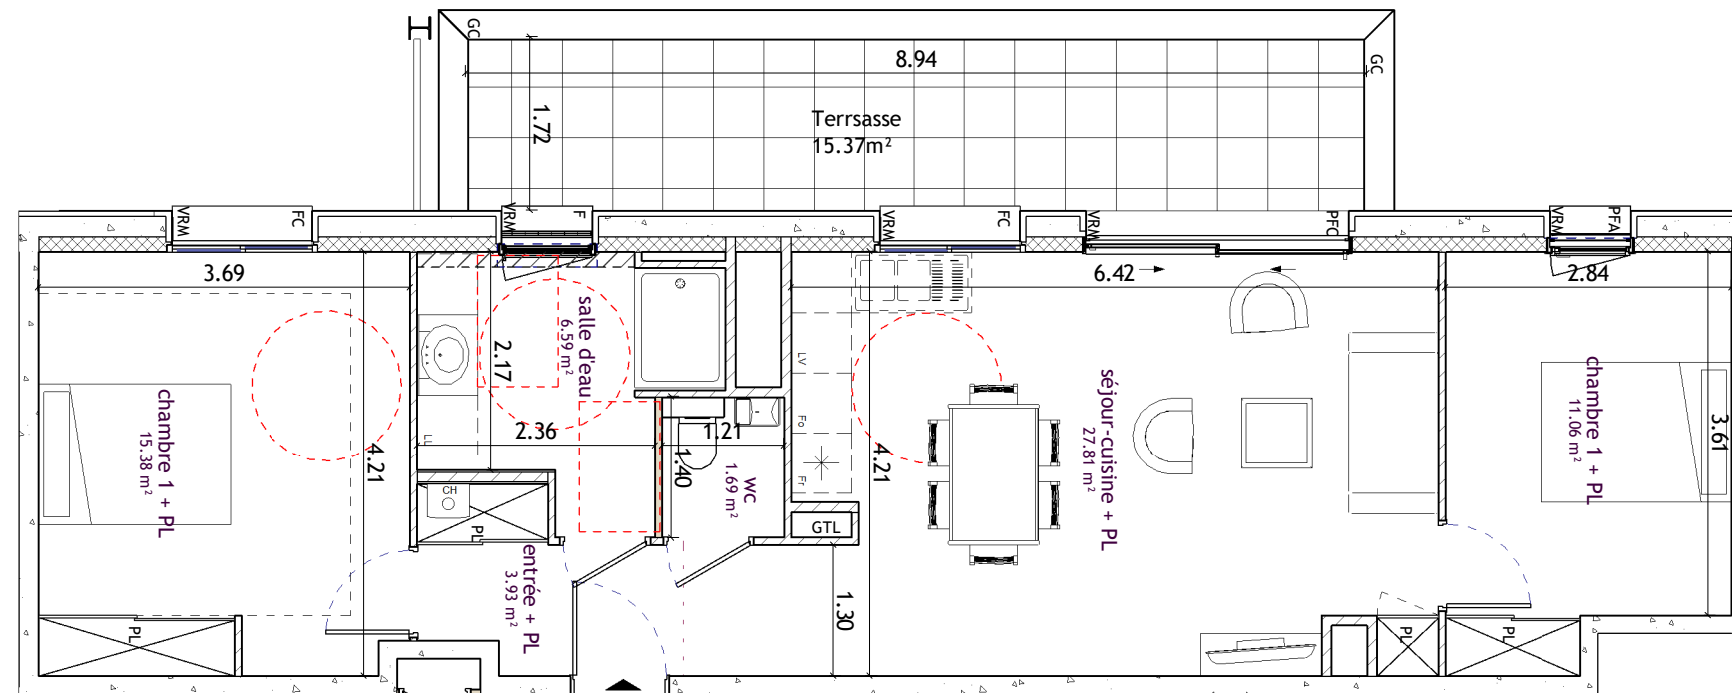 GC
8.94
GC
1.72
Terrsasse
15.37m²
VRM
FC
VRM
F
VRM
FC
VRM
PFC
VRM
PFA
3.69
6.42
2.84
salle d'eau
6.59 m²
2.17
2.36
LL
chambre 1 + PL
15.38 m²
4.21
1.21
1.40
WC
1.69 m²
LV
Fo
Fr
4.21
séjour-cuisine + PL
27.81 m²
chambre 1 + PL
11.06 m²
3.61
CH
PL
GTL
entrée + PL
3.93 m²
1.30
PL
PL
PL